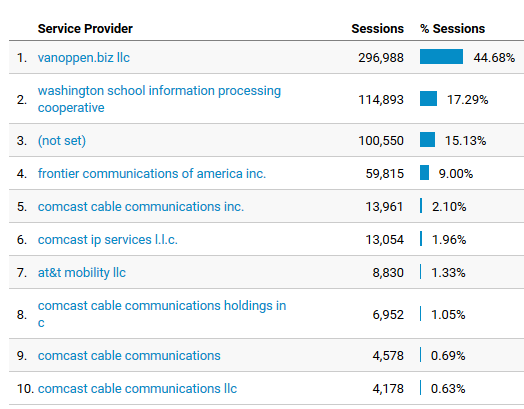 Service Provider Sessions % Sessions
1. vanoppen.biz llc 296,988 44.68%
2. washington school information processing
cooperative 114,893 17.29%
3. (not set) 100,550 15.13%
4. frontier communications of america inc. 59,815 9.00%
5. comcast cable communications inc. 13,961 2.10%
6. comcast ip services l.l.c. 13,054 1.96%
7. at&t mobility llc 8,830 1.33%
8. comcast cable communications holdings in
c 6,952 1.05%
9. comcast cable communications 4,578 0.69%
10. comcast cable communications llc 4,178 0.63%